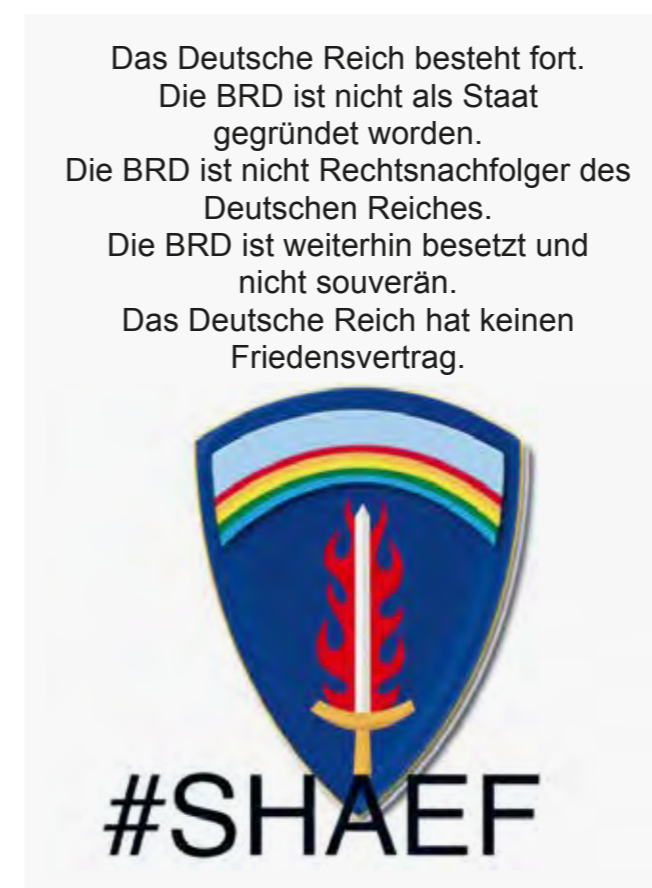 Das Deutsche Reich besteht fort.
Die BRD ist nicht als Staat
gegründet worden.
Die BRD ist nicht Rechtsnachfolger des
Deutschen Reiches.
Die BRD ist weiterhin besetzt und
nicht souverän.
Das Deutsche Reich hat keinen
Friedensvertrag.
#SHAEF